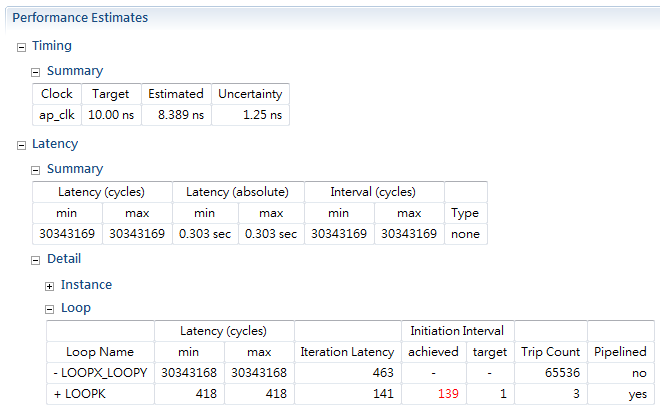 Performance Estimates
Timing
Summary
Clock Target Estimated Uncertainty
ap_clk 10.00 ns 8.389 ns 1.25 ns
Latency
Summary
Latency (cycles) Latency (absolute) Interval (cycles)
min max min max min max Type
30343169 30343169 0.303 sec 0.303 sec 30343169 30343169 none
Detail
Instance
Loop
Latency (cycles) Initiation Interval
Loop Name min max Iteration Latency achieved target Trip Count Pipelined
- LOOPX_LOOPY 30343168 30343168 463 - - 65536 no
+ LOOPK 418 418 141 139 1 3 yes